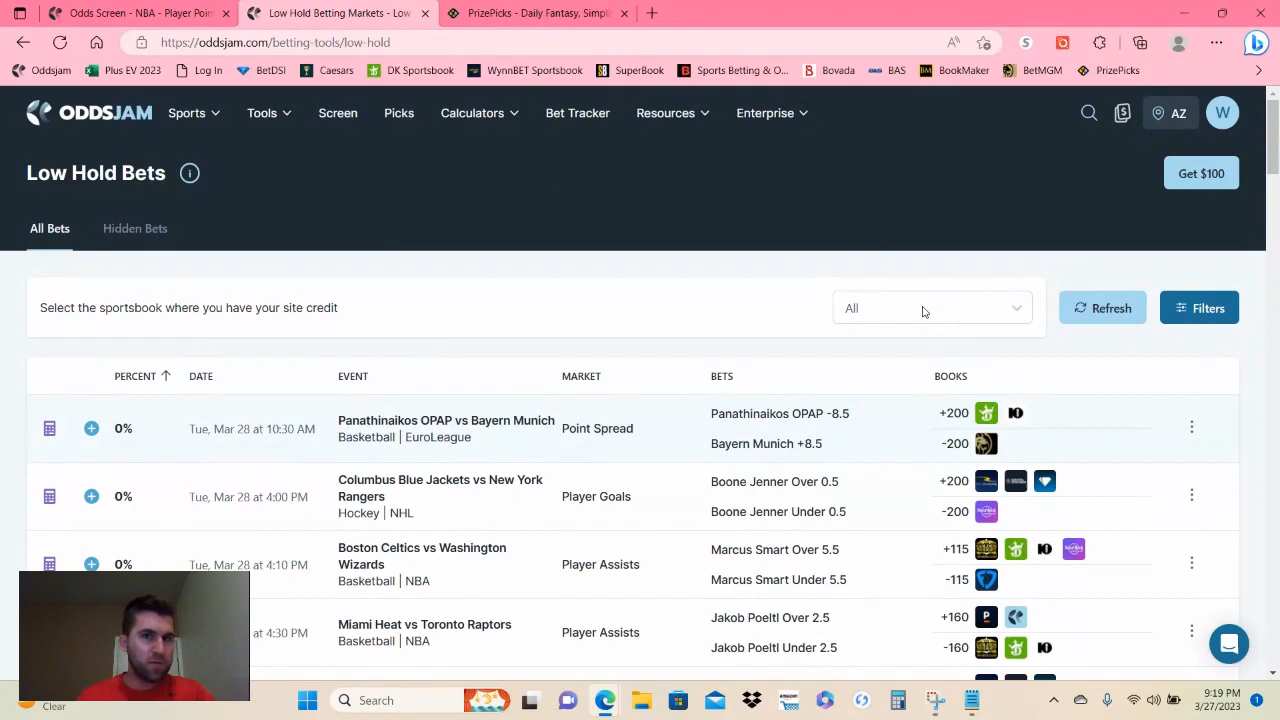 Odds Screen - NBA - Player Poin
Low Hold Betting Markets - Low
PrizePicks - Daily Fantasy, Simpli
https://oddsjam.com/betting-tools/low-hold
Oddsjam
Plus EV 2023
Log In
BetDSI
Caesars
DK Sportsbook
WynnBET Sportsbook
SuperBook
Sports Betting & O...
Bovada
BAS
BookMaker
BetMGM
PrizePicks
ODDSJAM
Sports
Tools
Screen
Picks
Calculators
Bet Tracker
Resources
Enterprise
AZ
W
Low Hold Bets
Get $100
All Bets
Hidden Bets
Select the sportsbook where you have your site credit
All
Refresh
Filters
PERCENT
DATE
EVENT
MARKET
BETS
BOOKS
0%
Tue, Mar 28 at 10:30 AM
Panathinaikos OPAP vs Bayern Munich
Basketball | EuroLeague
Point Spread
Panathinaikos OPAP -8.5
Bayern Munich +8.5
+200
-200
0%
Tue, Mar 28 at 4:00 PM
Columbus Blue Jackets vs New York
Rangers
Hockey | NHL
Player Goals
Boone Jenner Over 0.5
Boone Jenner Under 0.5
+200
-200
0%
Tue, Mar 28 at 4:10 PM
Boston Celtics vs Washington
Wizards
Basketball | NBA
Player Assists
Marcus Smart Over 5.5
Marcus Smart Under 5.5
+115
-115
at 4:30 PM
Miami Heat vs Toronto Raptors
Basketball | NBA
Player Assists
Jakob Poeltl Over 2.5
Jakob Poeltl Under 2.5
+160
-160
Clear
Search
9:19 PM
3/27/2023
1